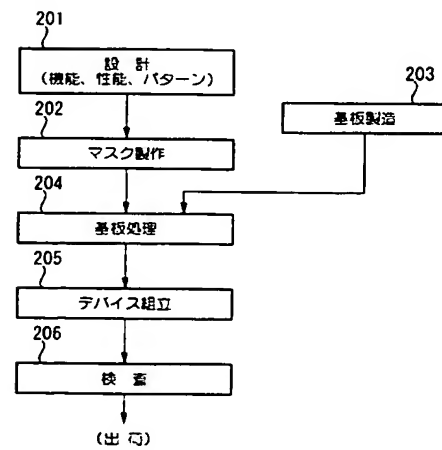 201
設 計
(機能、性能、パターン)
202
マスク製作
203
基板製造
204
基板処理
205
デバイス組立
206
検 査
(出 荷)